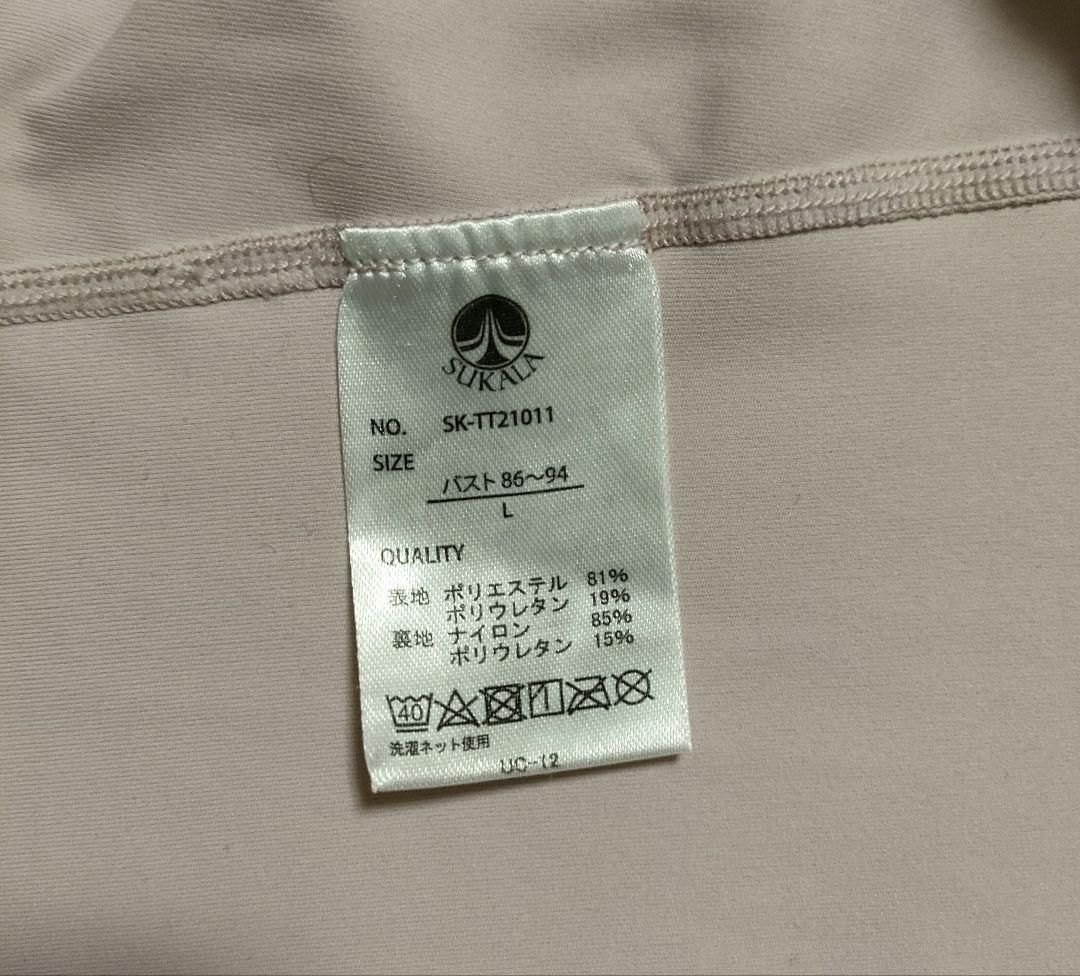 SUKALA
NO. SK-TT21011
SIZE
バスト 86〜94
L
QUALITY
表地 ポリエステル 81%
ポリウレタン 19%
裏地 ナイロン 85%
ポリウレタン 15%
40
洗濯ネット使用
UC-12